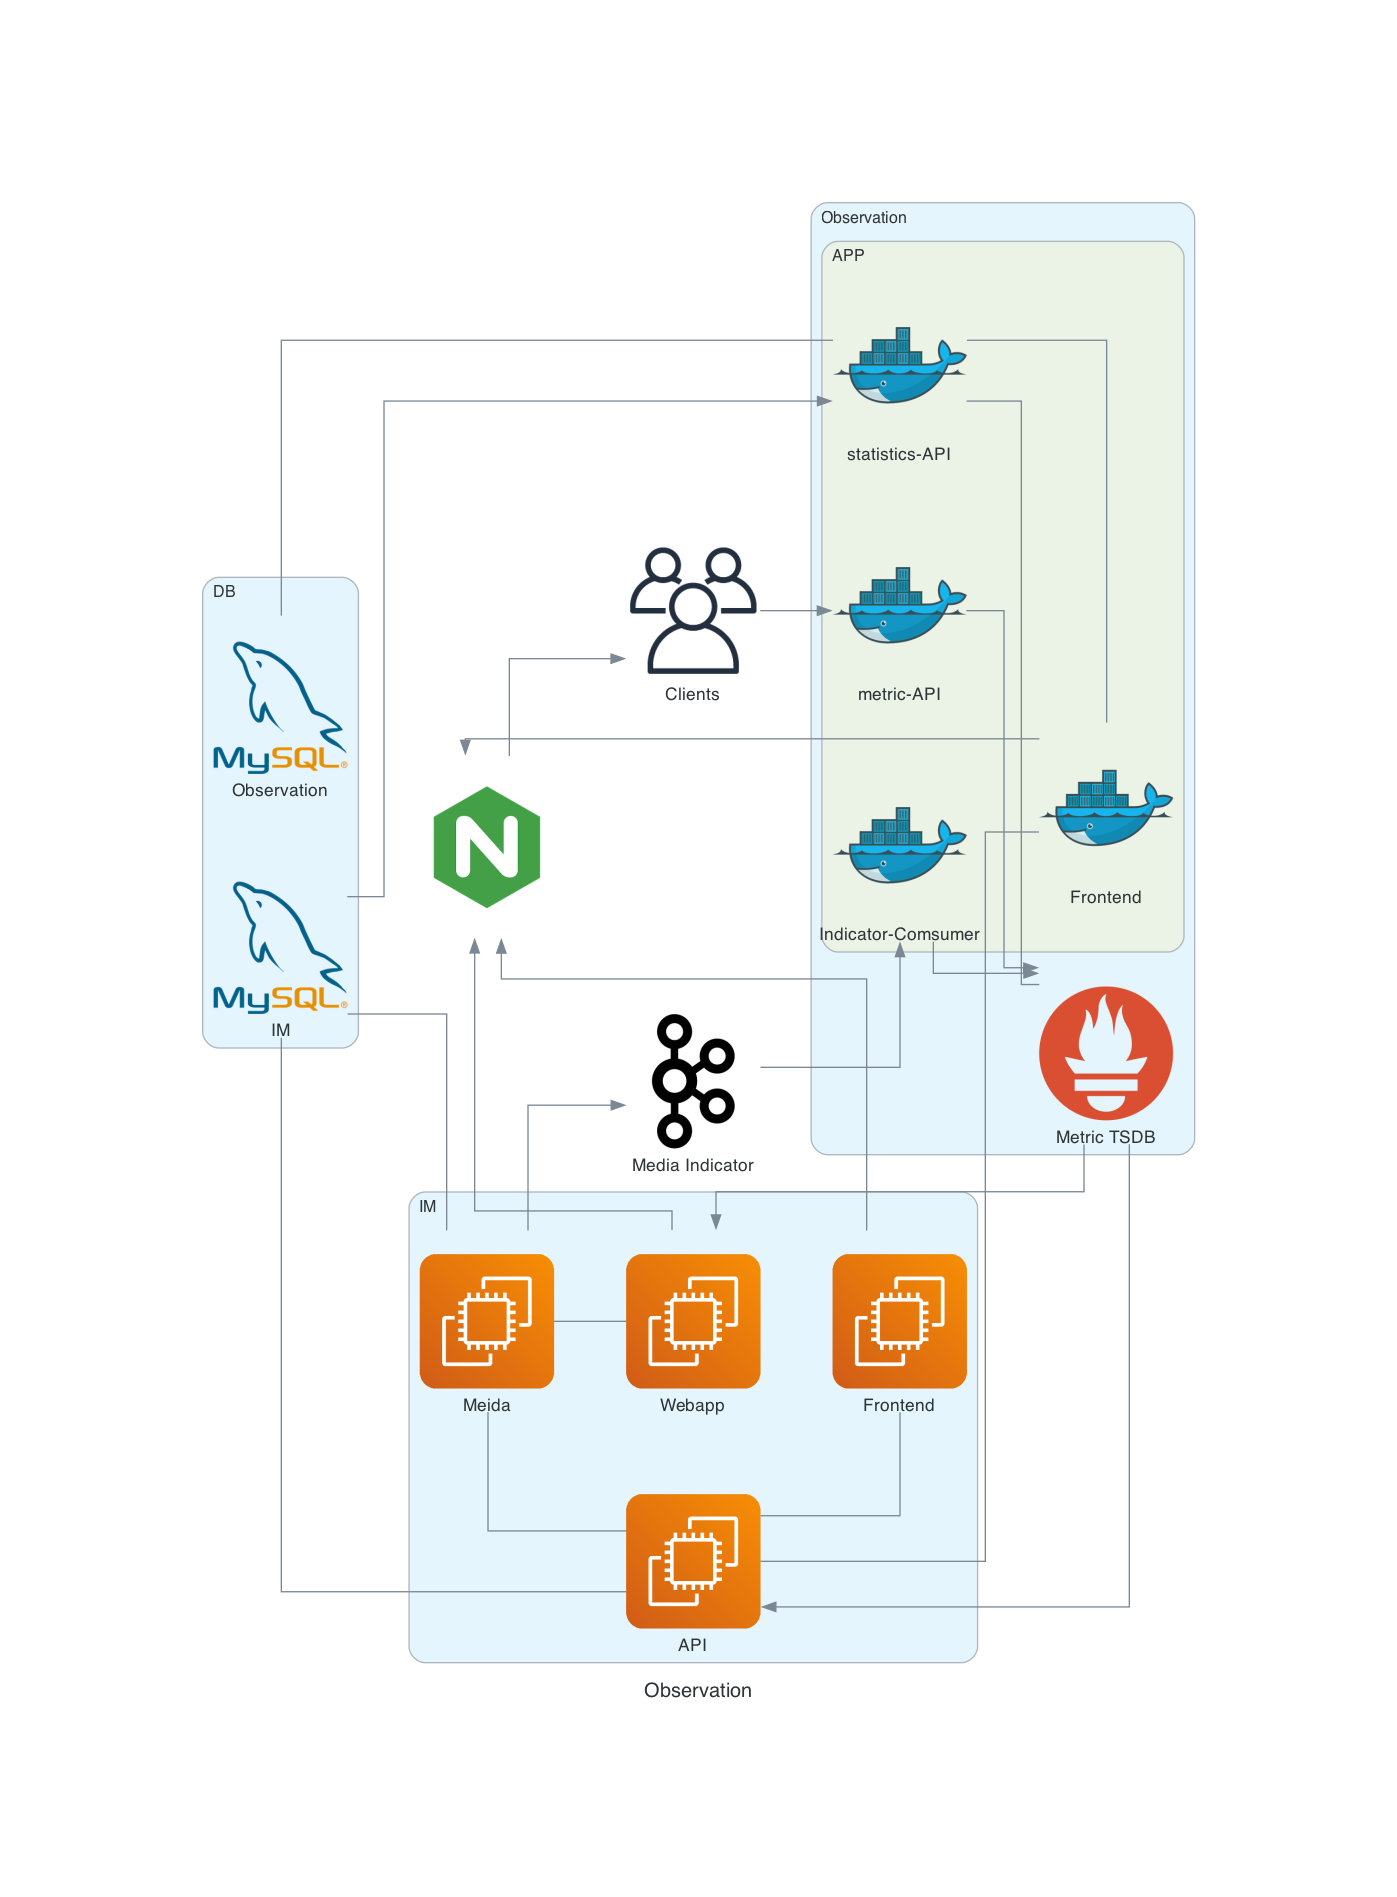 Observation
APP
statistics-API
DB
Clients
metric-API
MySQL®
Observation
N
Frontend
Indicator-Comsumer
MySQL®
IM
Metric TSDB
Media Indicator
IM
Meida
Webapp
Frontend
API
Observation